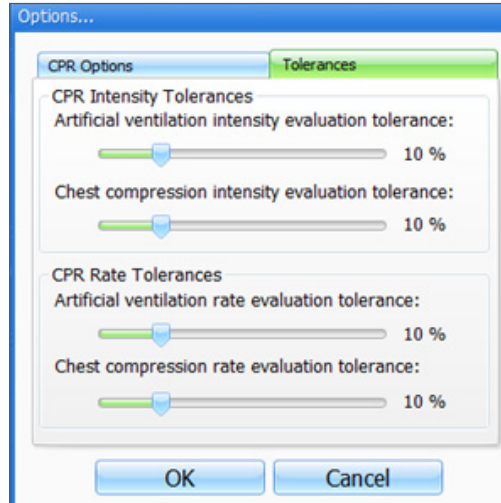 Options...
CPR Options
Tolerances
CPR Intensity Tolerances
Artificial ventilation intensity evaluation tolerance:
10 %
Chest compression intensity evaluation tolerance:
10 %
CPR Rate Tolerances
Artificial ventilation rate evaluation tolerance:
10 %
Chest compression rate evaluation tolerance:
10 %
OK
Cancel